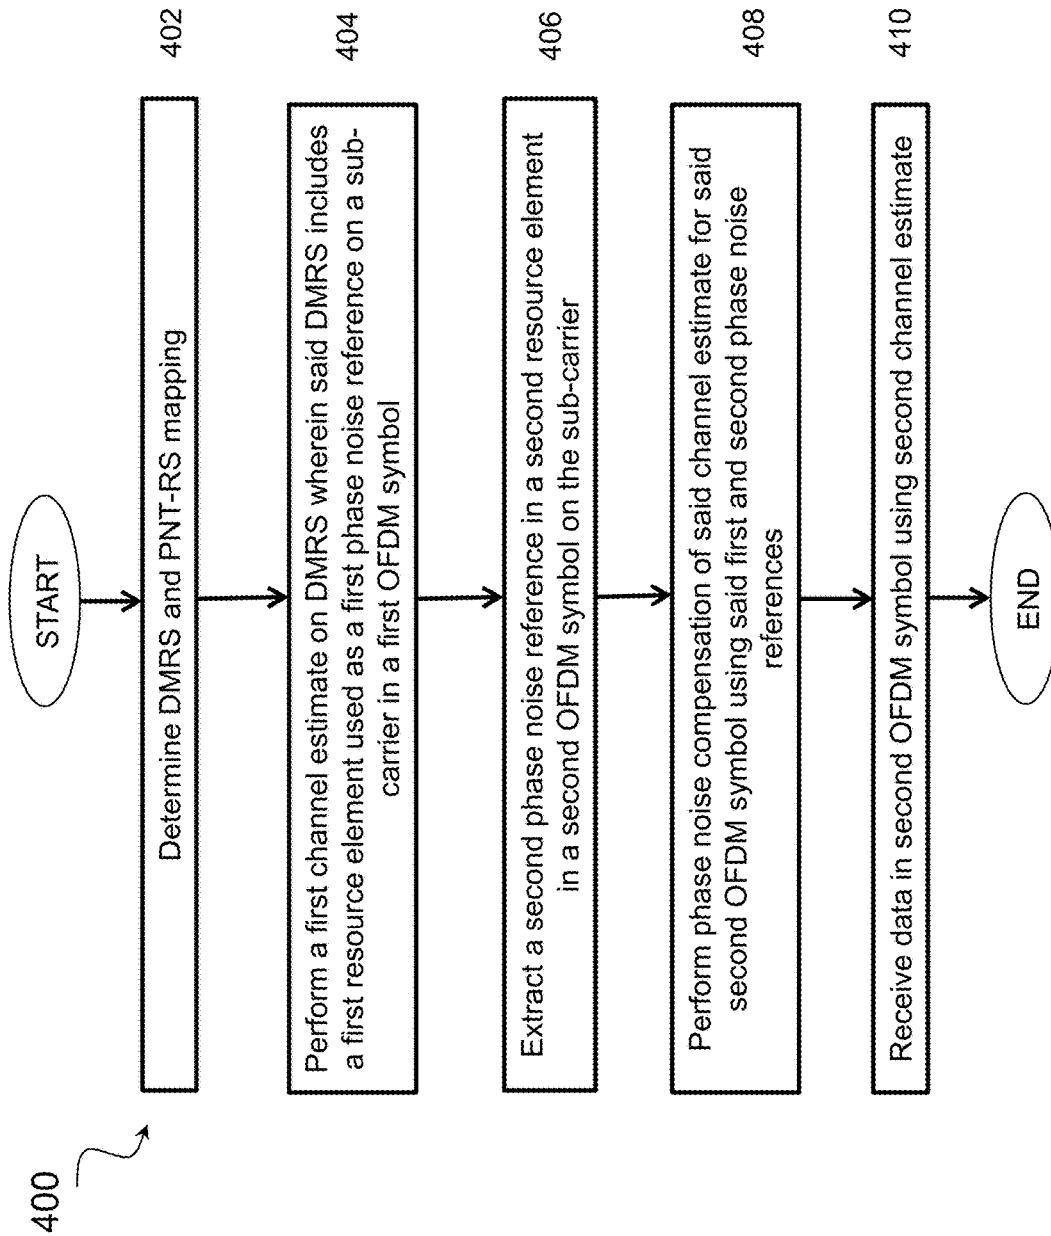 400
START
Determine DMRS and PNT-RS mapping
402
Perform a first channel estimate on DMRS wherein said DMRS includes
a first resource element used as a first phase noise reference on a sub-
carrier in a first OFDM symbol
404
Extract a second phase noise reference in a second resource element
in a second OFDM symbol on the sub-carrier
406
Perform phase noise compensation of said channel estimate for said
second OFDM symbol using said first and second phase noise
references
408
Receive data in second OFDM symbol using second channel estimate
410
END